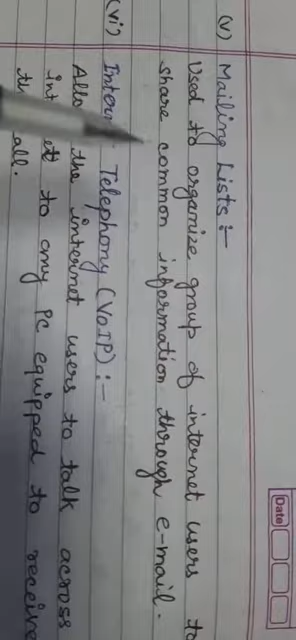 Date
(v) Mailing Lists :-
Used to organize group of internet users to
share common information through e-mail.
(vi) Telephony (VoIP) :-
the internet users to talk across
to any PC equipped to receive
all.